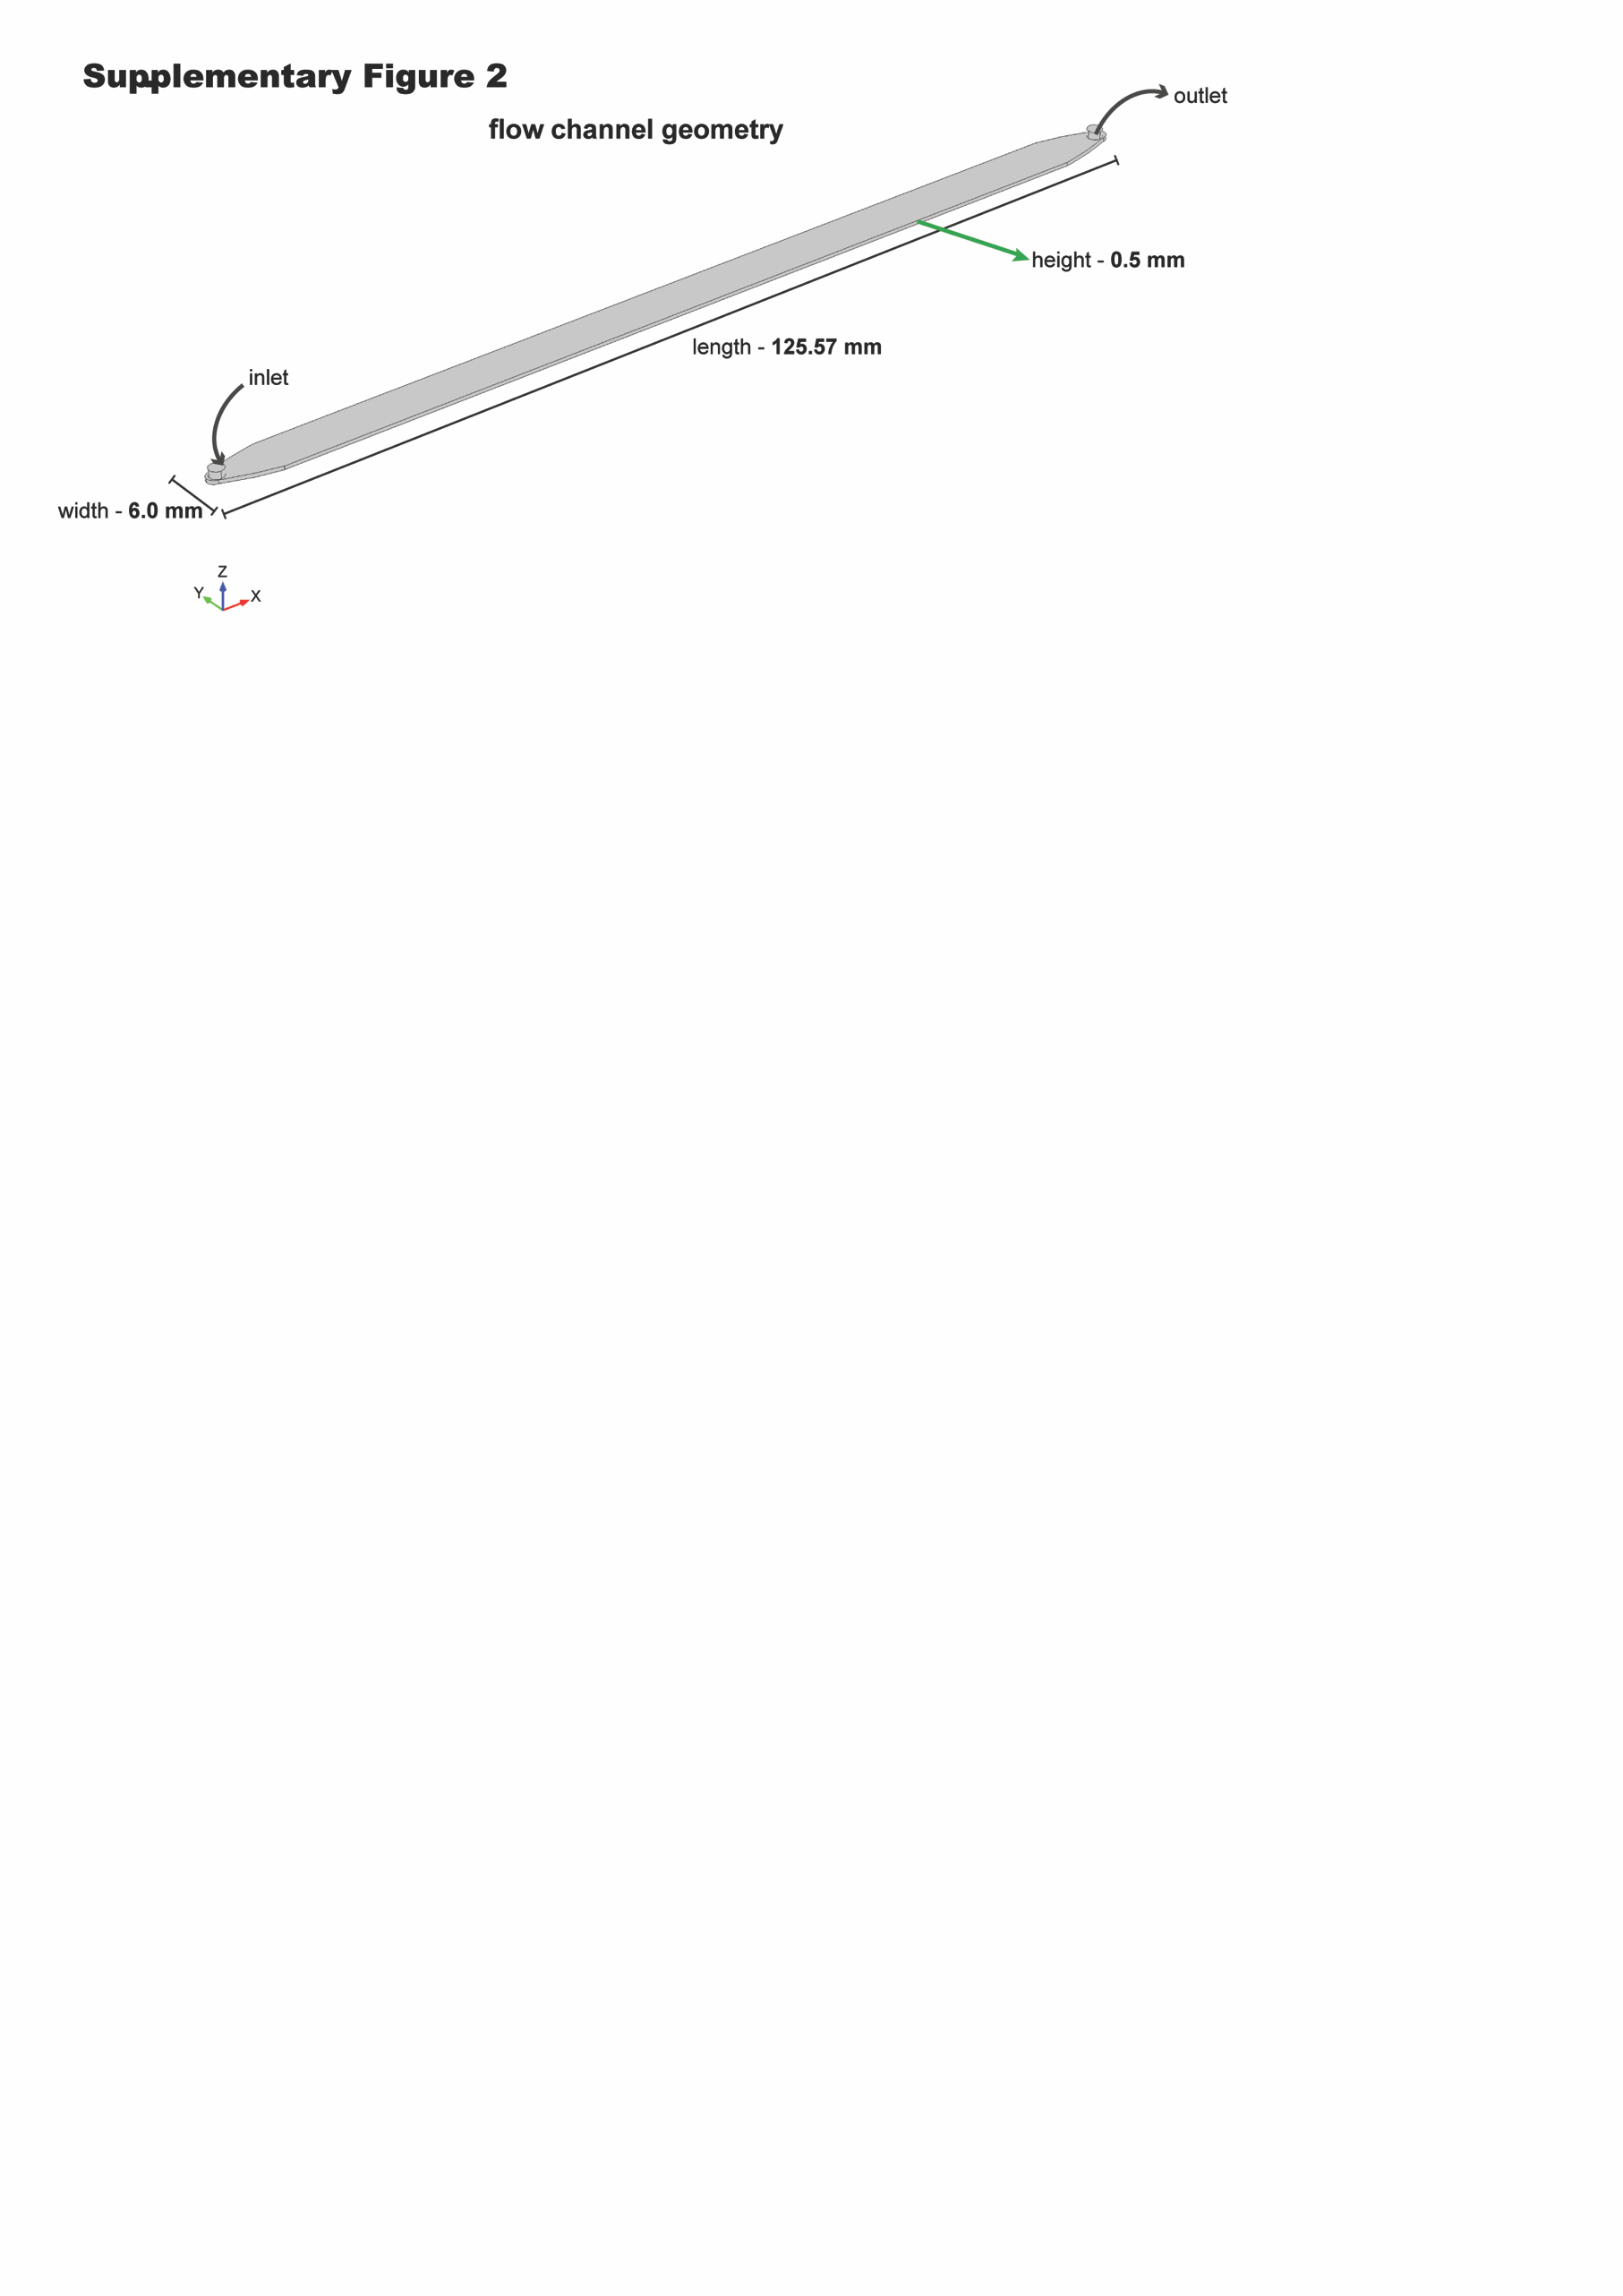 Supplementary Figure 2
flow channel geometry
outlet
height - 0.5 mm
length - 125.57 mm
inlet
width - 6.0 mm
Z
Y
X